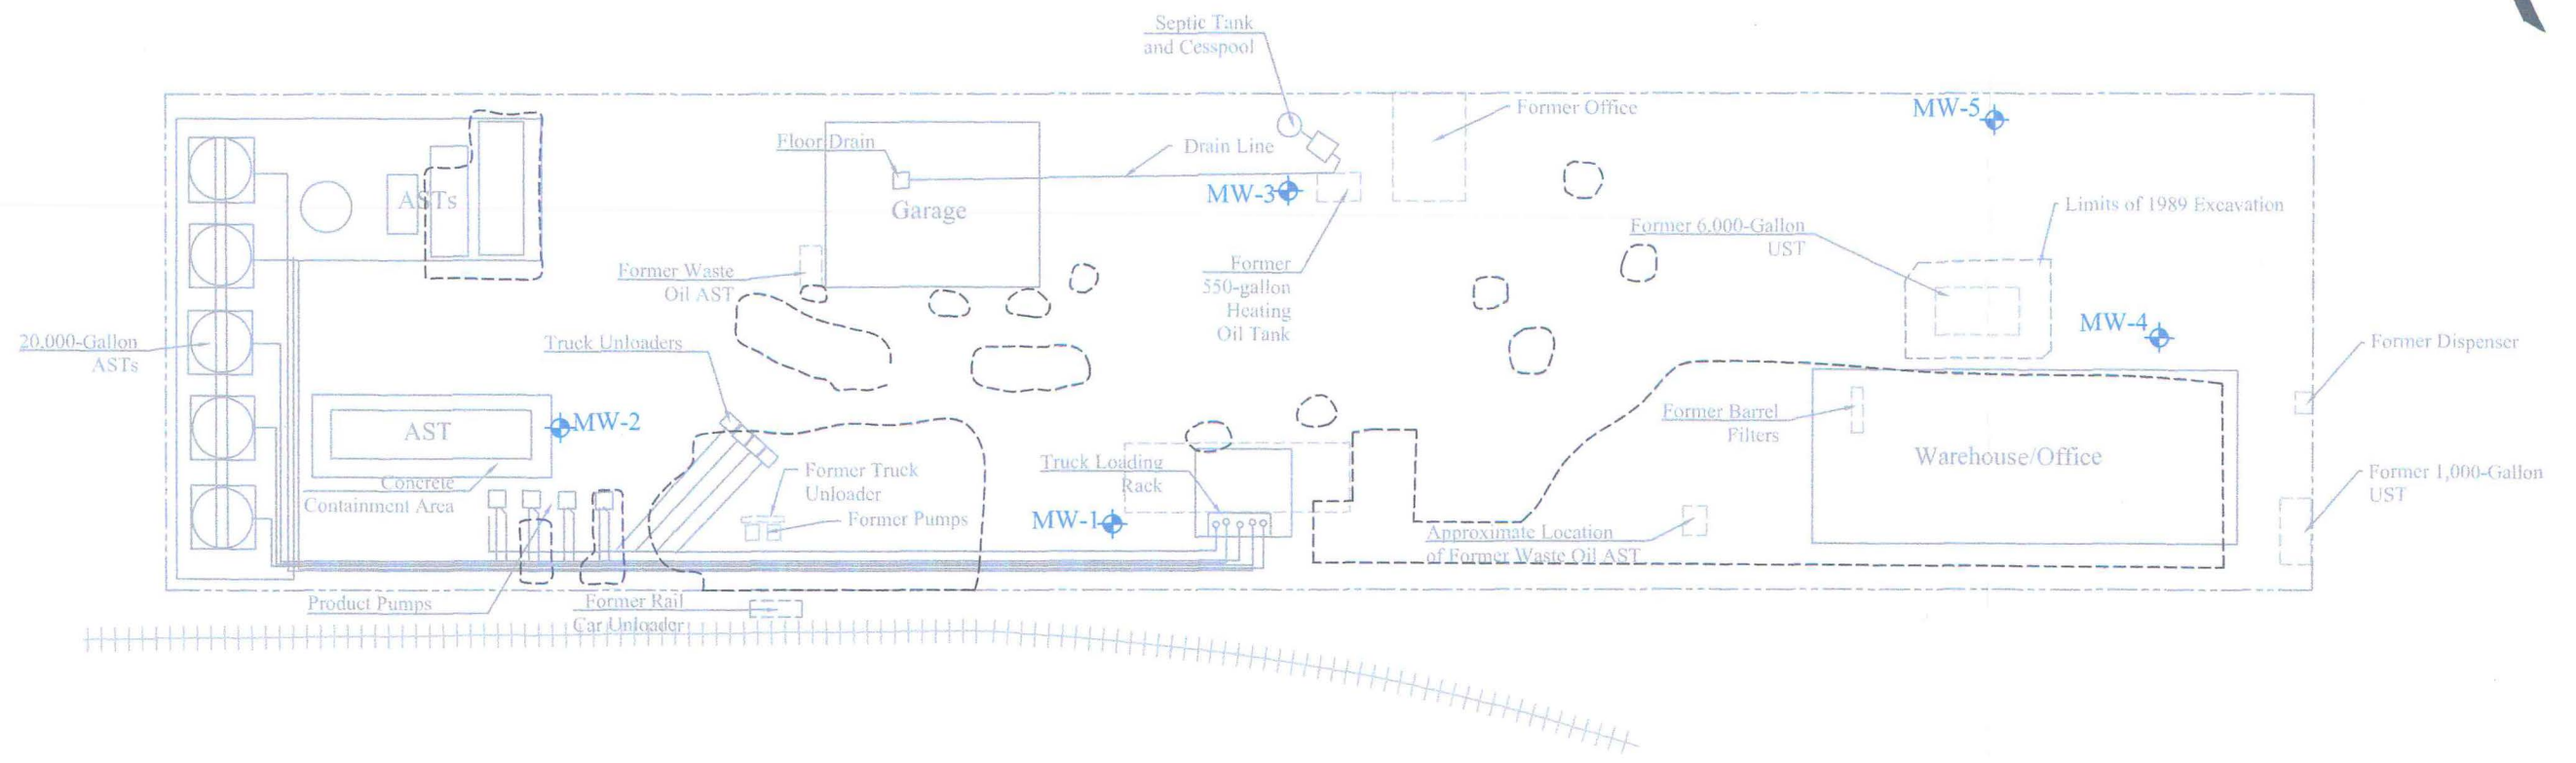 Septic Tank
and Cesspool
Former Office
MW-5
Floor Drain
Drain Line
MW-3
ASTs
Garage
Limits of 1989 Excavation
Former 6,000-Gallon
UST
Former Waste
Oil AST
Former
550-gallon
Heating
Oil Tank
MW-4
20,000-Gallon
ASTs
Truck Unloaders
Former Dispenser
AST
MW-2
Former Barrel
Filters
Warehouse/Office
Concrete
Containment Area
Former Truck
Unloader
Former Pumps
Truck Loading
Rack
MW-1
Former 1,000-Gallon
UST
Approximate Location
of Former Waste Oil AST
Product Pumps
Former Rail
Car Unloader